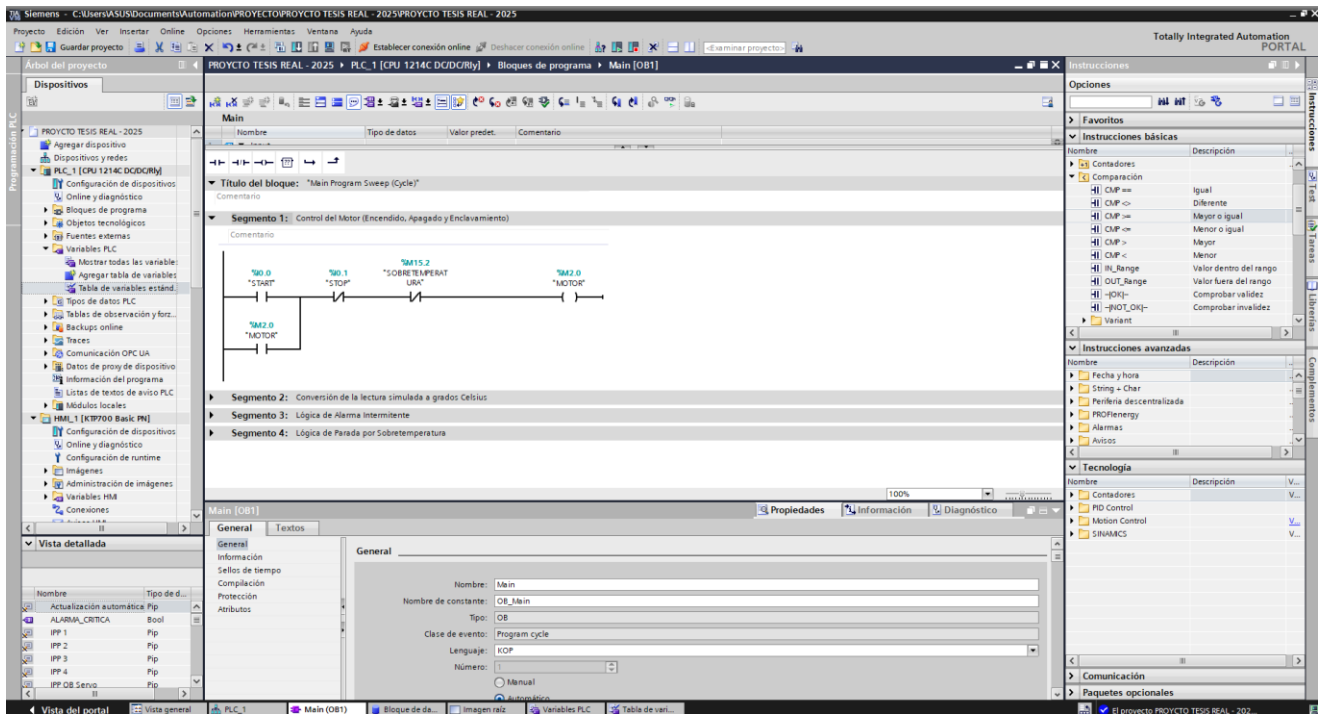 Siemens - C:\Users\ASUS\Documents\Automation\PROYECTO\PROYCTO TESIS REAL - 2025\PROYCTO TESIS REAL - 2025
Proyecto Edición Ver Insertar Online Opciones Herramientas Ventana Ayuda
Totally Integrated Automation
PORTAL
Guardar proyecto Establecer conexión online Deshacer conexión online <Examinar proyecto>
Árbol del proyecto
Dispositivos
Programación PLC
PROYCTO TESIS REAL - 2025
Agregar dispositivo
Dispositivos y redes
PLC_1 [CPU 1214C DC/DC/Rly]
Configuración de dispositivos
Online y diagnóstico
Bloques de programa
Objetos tecnológicos
Fuentes externas
Variables PLC
Mostrar todas las variable:
Agregar tabla de variables
Tabla de variables estánd.
Tipos de datos PLC
Tablas de observación y forz...
Backups online
Traces
Comunicación OPC UA
Datos de proxy de dispositivo
Información del programa
Listas de textos de aviso PLC
Módulos locales
HMI_1 [KTP700 Basic PN]
Configuración de dispositivos
Online y diagnóstico
Configuración de runtime
Imágenes
Administración de imágenes
Variables HMI
Conexiones
Vista detallada
Nombre Tipo de d...
Actualización automática Pip
ALARMA_CRITICA Bool
IPP 1 Pip
IPP 2 Pip
IPP 3 Pip
IPP 4 Pip
IPP OB Servo Pip
PROYCTO TESIS REAL - 2025 PLC_1 [CPU 1214C DC/DC/Rly] Bloques de programa Main [OB1]
Main
Nombre Tipo de datos Valor predet. Comentario
Título del bloque: "Main Program Sweep (Cycle)"
Comentario
Segmento 1: Control del Motor (Encendido, Apagado y Enclavamiento)
Comentario
%M15.2
%I0.0 %I0.1 "SOBRETEMPERAT %M2.0
"START" "STOP" URA" "MOTOR"
%M2.0
"MOTOR"
Segmento 2: Conversión de la lectura simulada a grados Celsius
Segmento 3: Lógica de Alarma Intermitente
Segmento 4: Lógica de Parada por Sobretemperatura
100%
Main [OB1]
Propiedades Información Diagnóstico
General Textos
General
Información
Sellos de tiempo
Compilación
Protección
Atributos
General
Nombre: Main
Nombre de constante: OB_Main
Tipo: OB
Clase de evento: Program cycle
Lenguaje: KOP
Número: 1
Manual
Automático
Instrucciones
Opciones
Favoritos
Instrucciones básicas
Nombre Descripción
Contadores
Comparación
CMP == Igual
CMP <> Diferente
CMP >= Mayor o igual
CMP <= Menor o igual
CMP > Mayor
CMP < Menor
IN_Range Valor dentro del rango
OUT_Range Valor fuera del rango
-|OK|- Comprobar validez
-|NOT_OK|- Comprobar invalidez
Variant
Instrucciones avanzadas
Nombre Descripción
Fecha y hora
String + Char
Periferia descentralizada
PROFIenergy
Alarmas
Avisos
Tecnología
Nombre Descripción V...
Contadores V...
PID Control
Motion Control V...
SINAMICS V...
Comunicación
Paquetes opcionales
Instrucciones
Test
Tareas
Librerías
Complementos
Vista del portal Vista general PLC_1 Main (OB1) Bloque de da... Imagen raíz Variables PLC Tabla de vari... El proyecto PROYCTO TESIS REAL - 202...